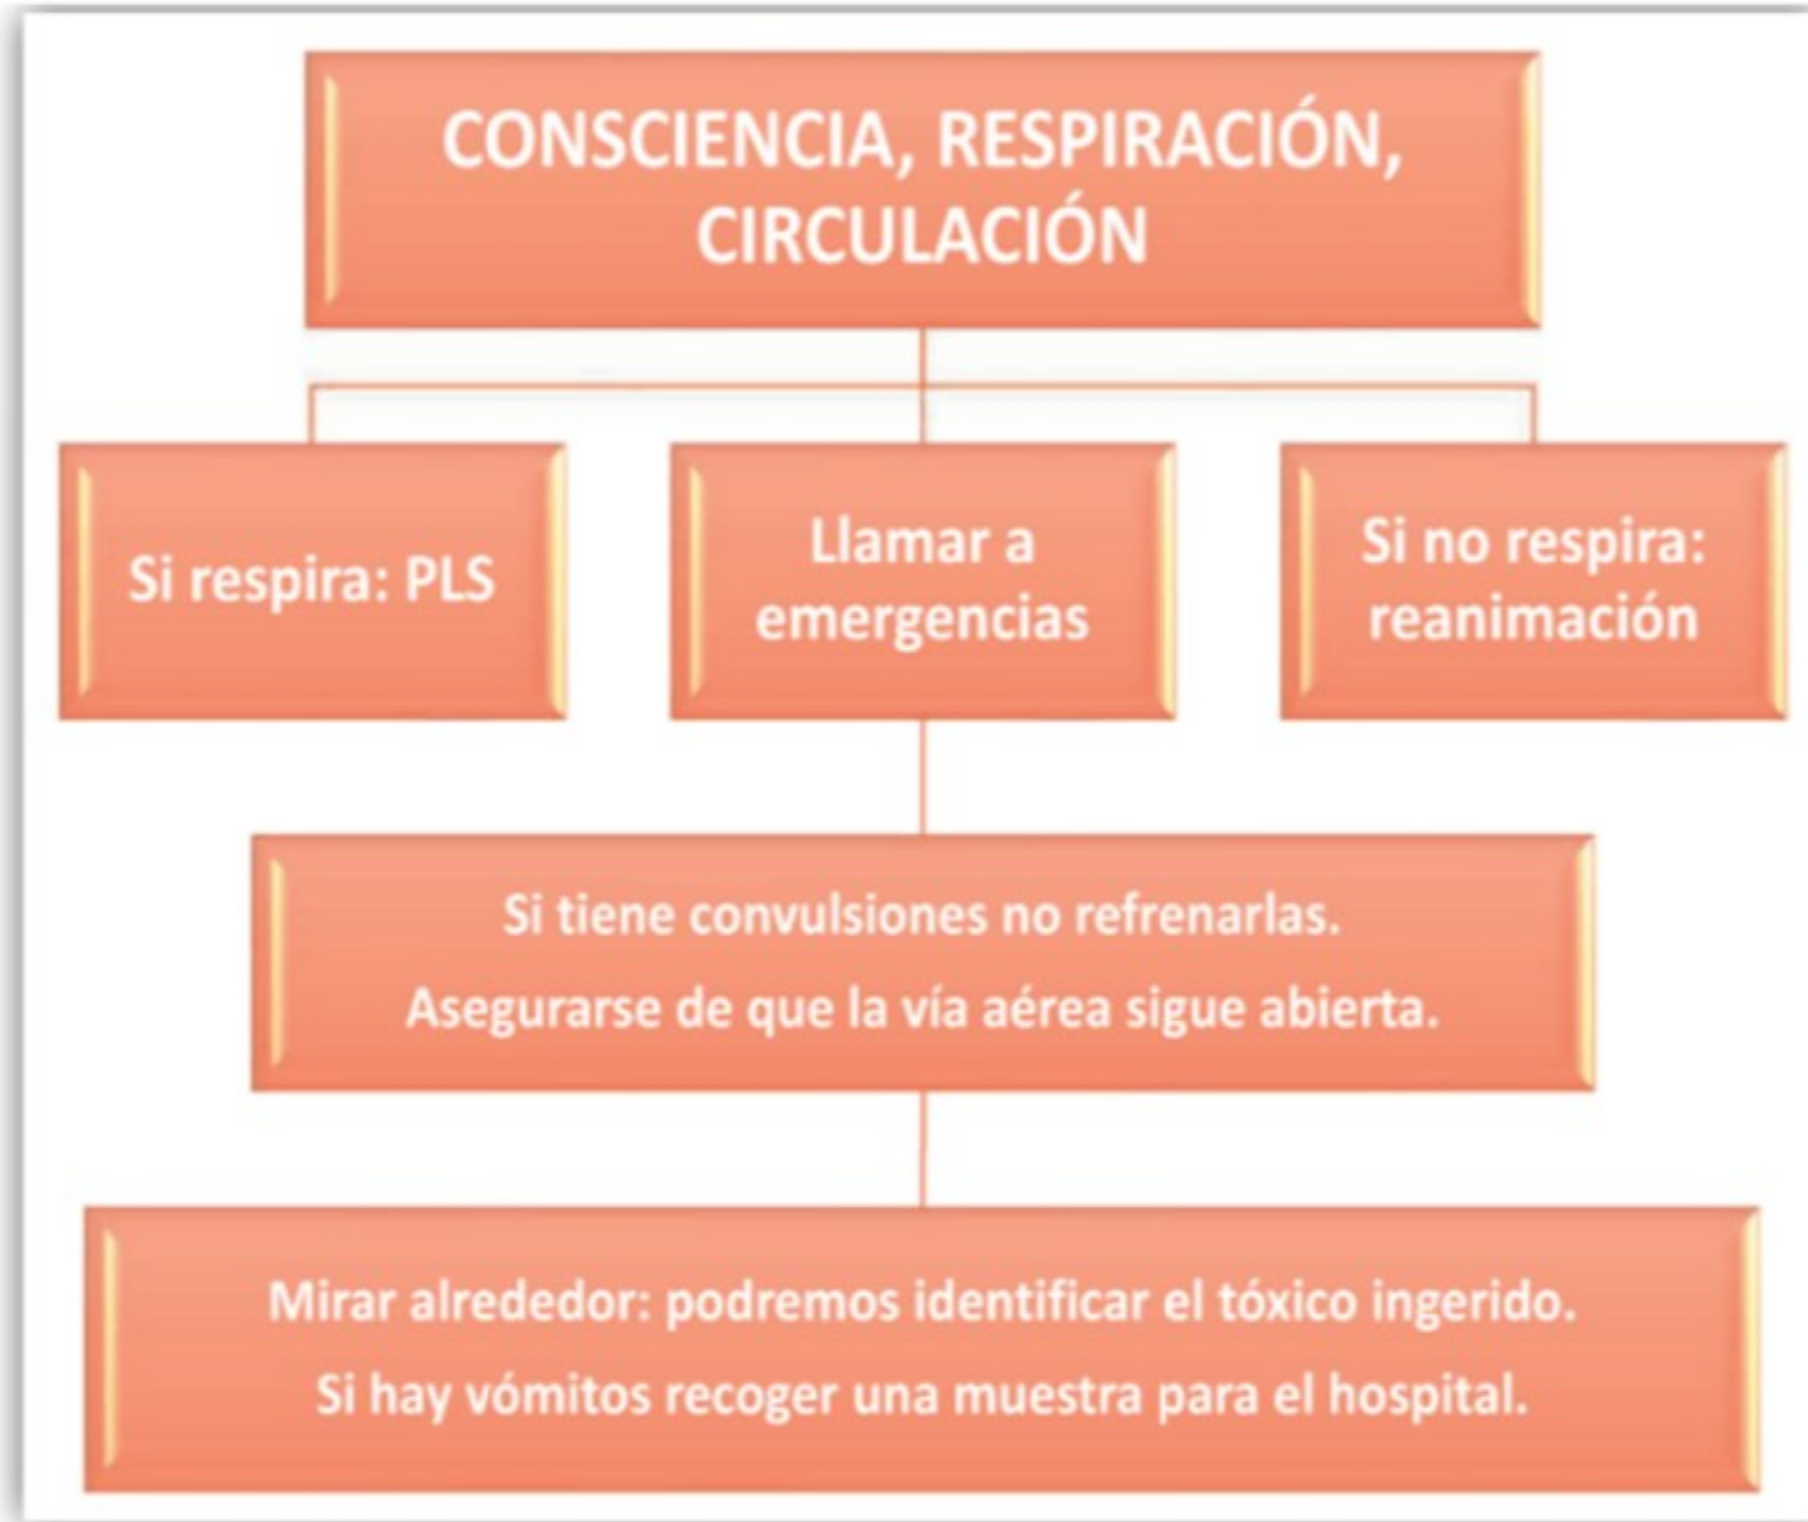 CONSCIENCIA, RESPIRACIÓN,
CIRCULACIÓN
Si respira: PLS
Llamar a
emergencias
Si no respira:
reanimación
Si tiene convulsiones no refrenarlas.
Asegurarse de que la vía aérea sigue abierta.
Mirar alrededor: podremos identificar el tóxico ingerido.
Si hay vómitos recoger una muestra para el hospital.